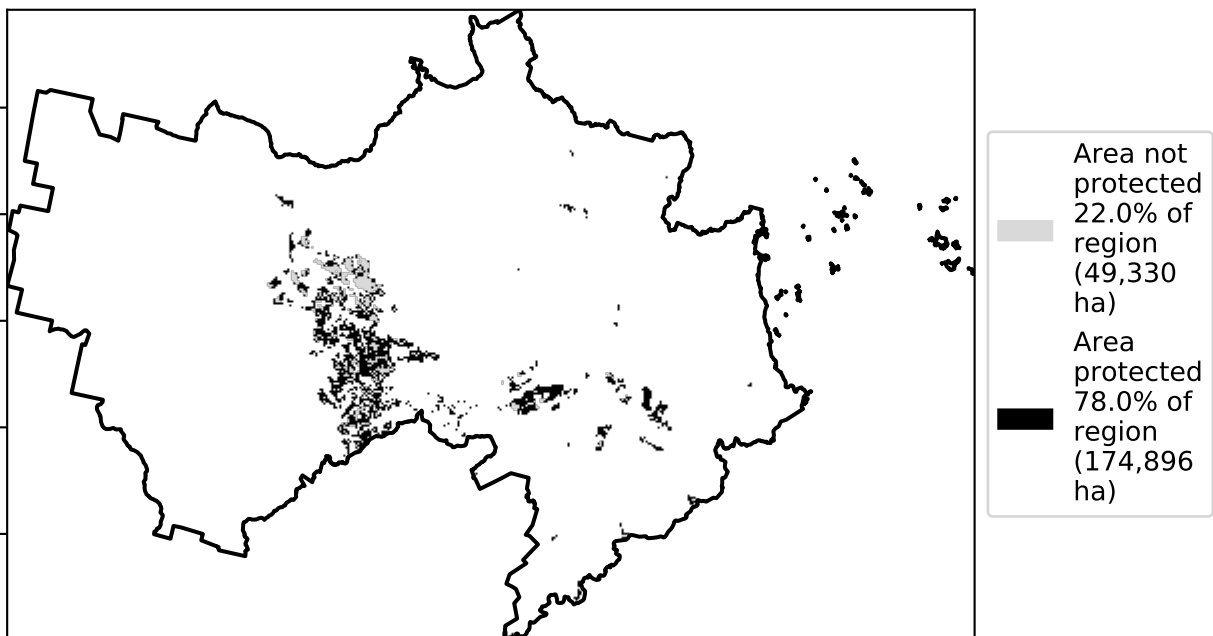 Area not
protected
22.0% of
region
(49,330
ha)
Area
protected
78.0% of
region
(174,896
ha)